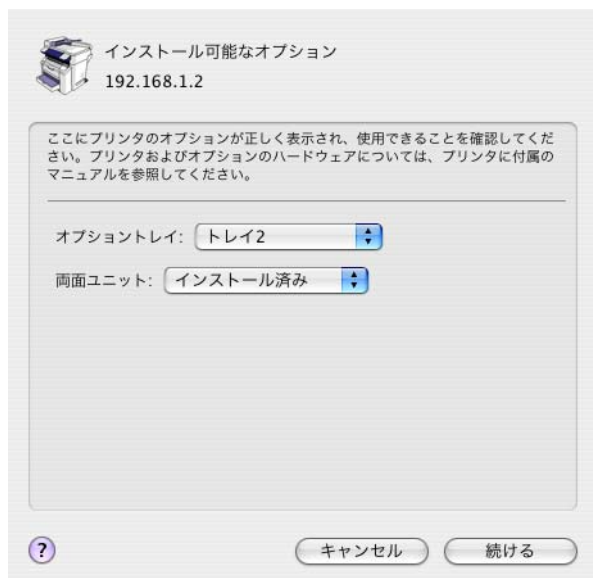 インストール可能なオプション
192.168.1.2
ここにプリンタのオプションが正しく表示され、使用できることを確認してくだ
さい。プリンタおよびオプションのハードウェアについては、プリンタに付属の
マニュアルを参照してください。
オプショントレイ: トレイ2
両面ユニット: インストール済み
? キャンセル 続ける